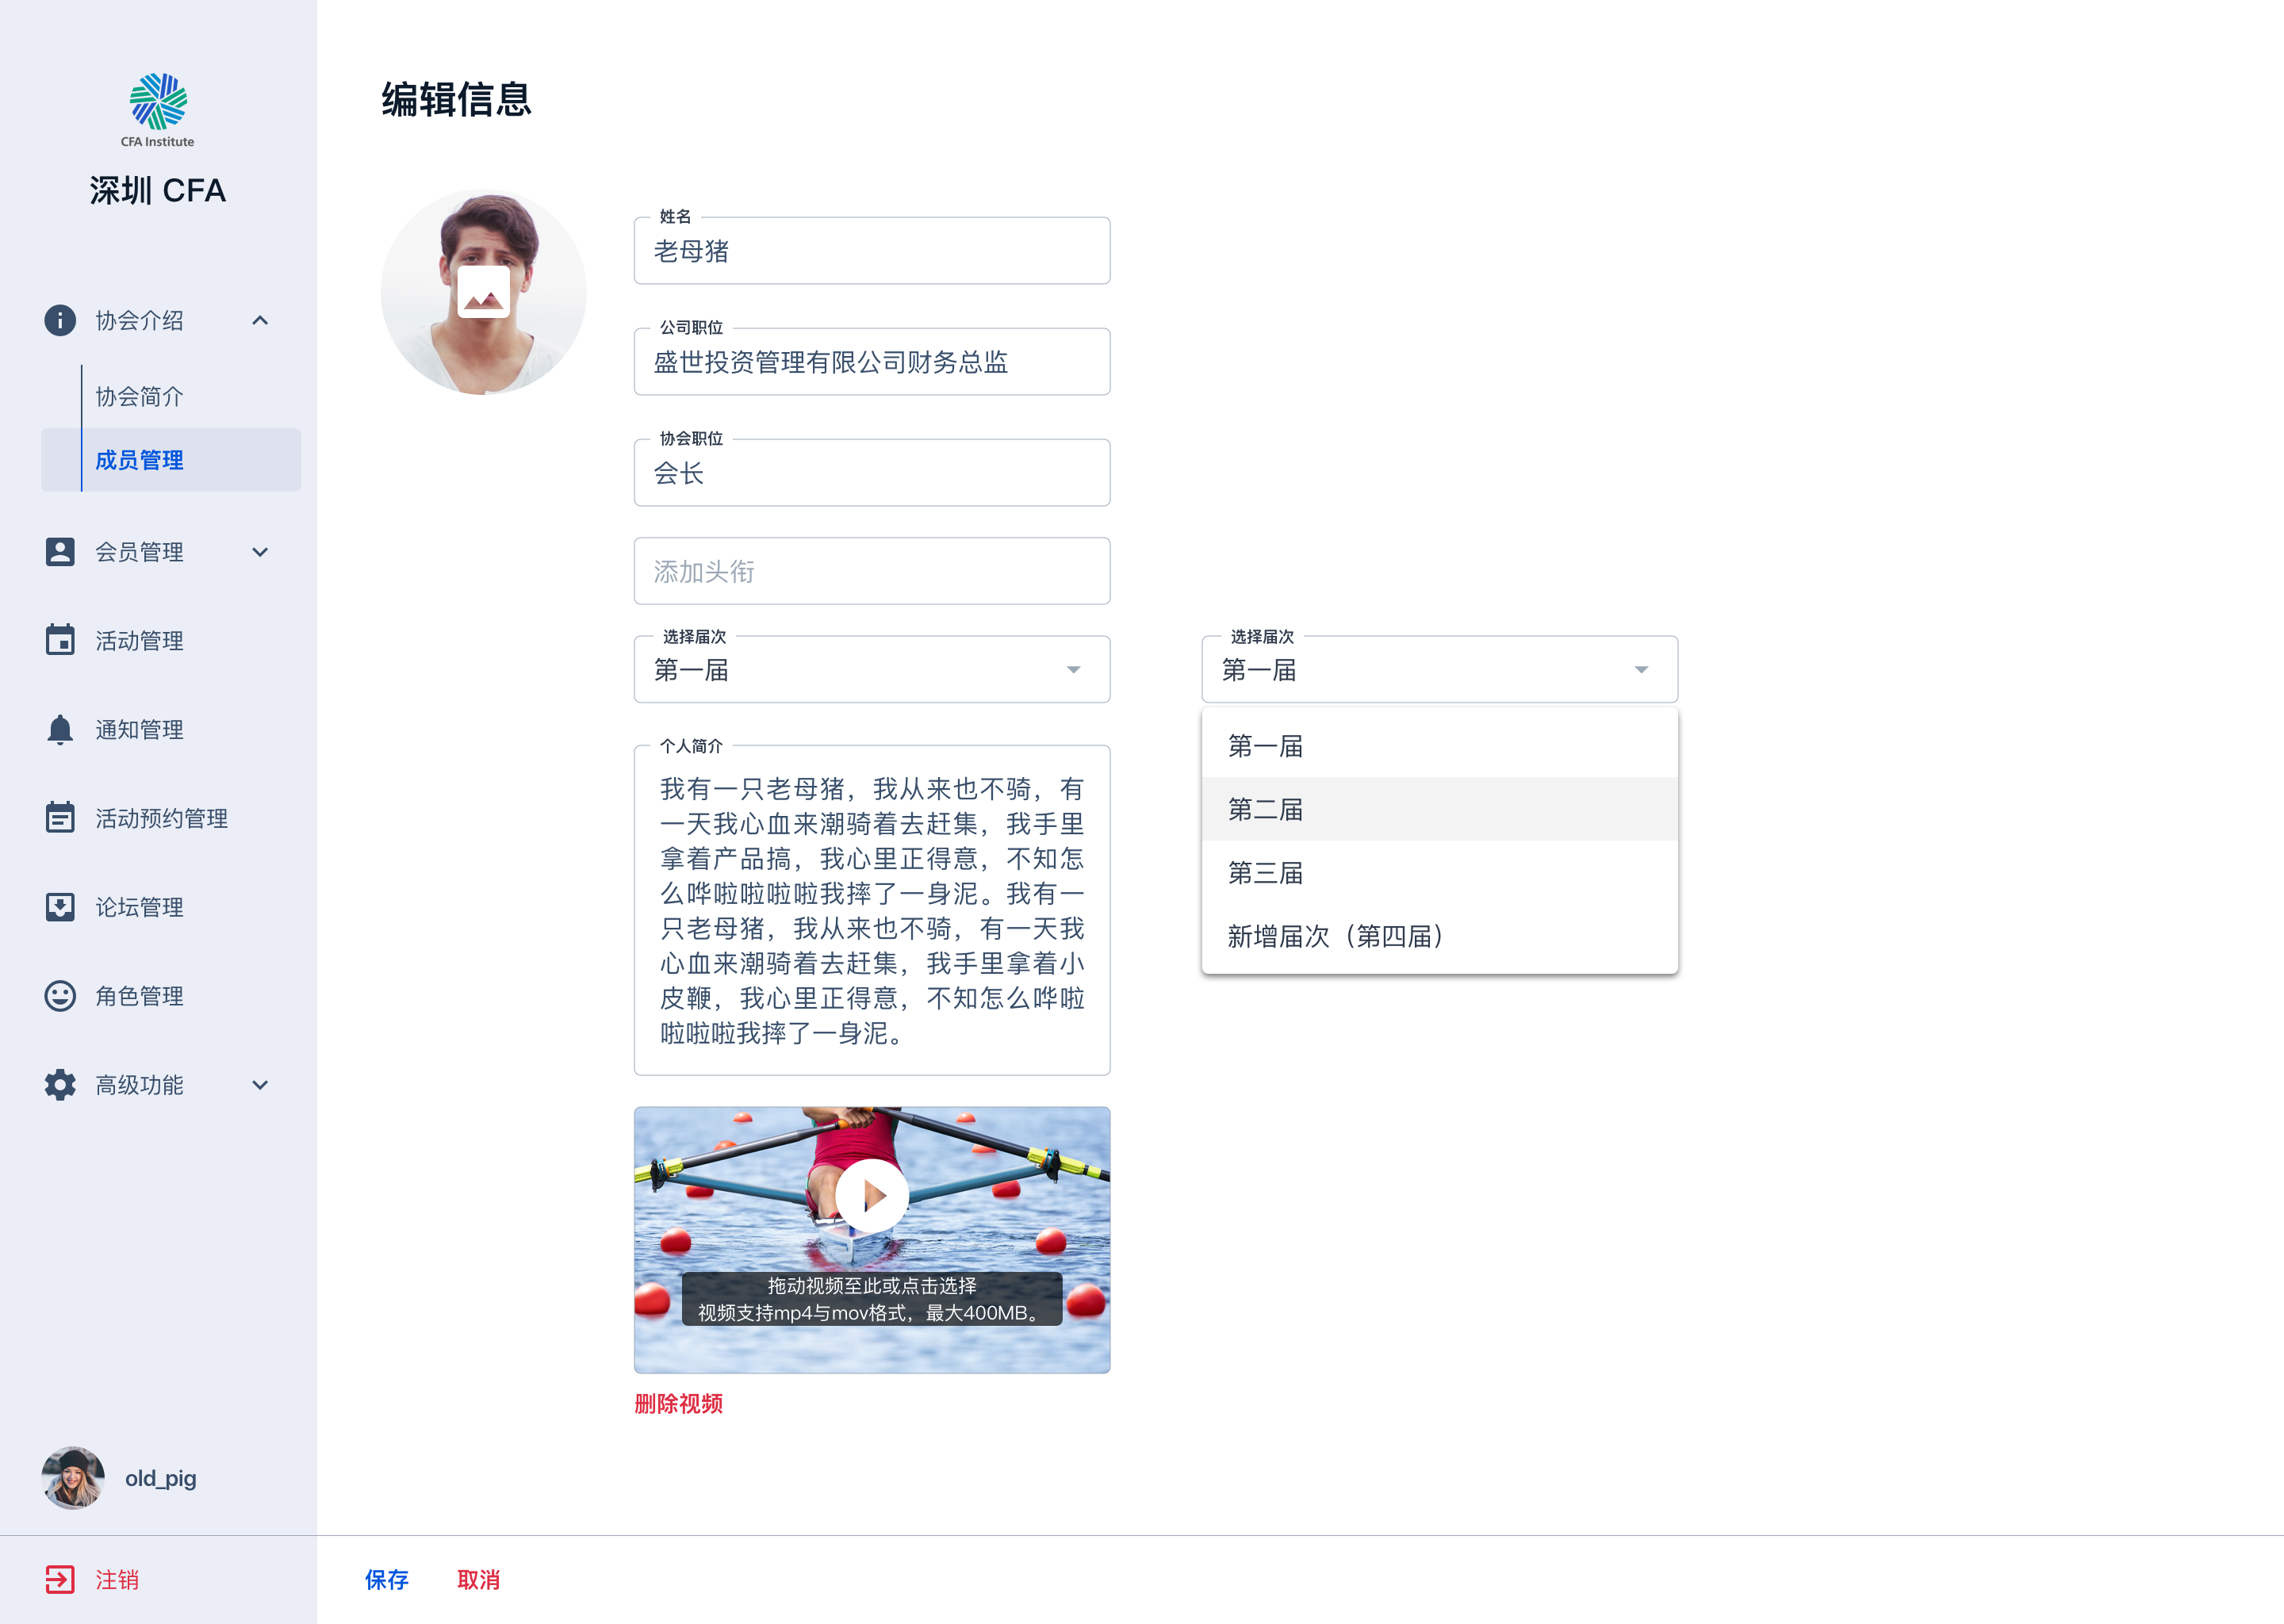 CFA Institute
深圳 CFA
协会介绍
协会简介
成员管理
会员管理
活动管理
通知管理
活动预约管理
论坛管理
角色管理
高级功能
old_pig
注销
编辑信息
姓名
老母猪
公司职位
盛世投资管理有限公司财务总监
协会职位
会长
添加头衔
选择届次
第一届
个人简介
我有一只老母猪，我从来也不骑，有
一天我心血来潮骑着去赶集，我手里
拿着产品搞，我心里正得意，不知怎
么哗啦啦啦啦我摔了一身泥。我有一
只老母猪，我从来也不骑，有一天我
心血来潮骑着去赶集，我手里拿着小
皮鞭，我心里正得意，不知怎么哗啦
啦啦啦我摔了一身泥。
拖动视频至此或点击选择
视频支持mp4与mov格式，最大400MB。
删除视频
选择届次
第一届
第一届
第二届
第三届
新增届次（第四届）
保存
取消